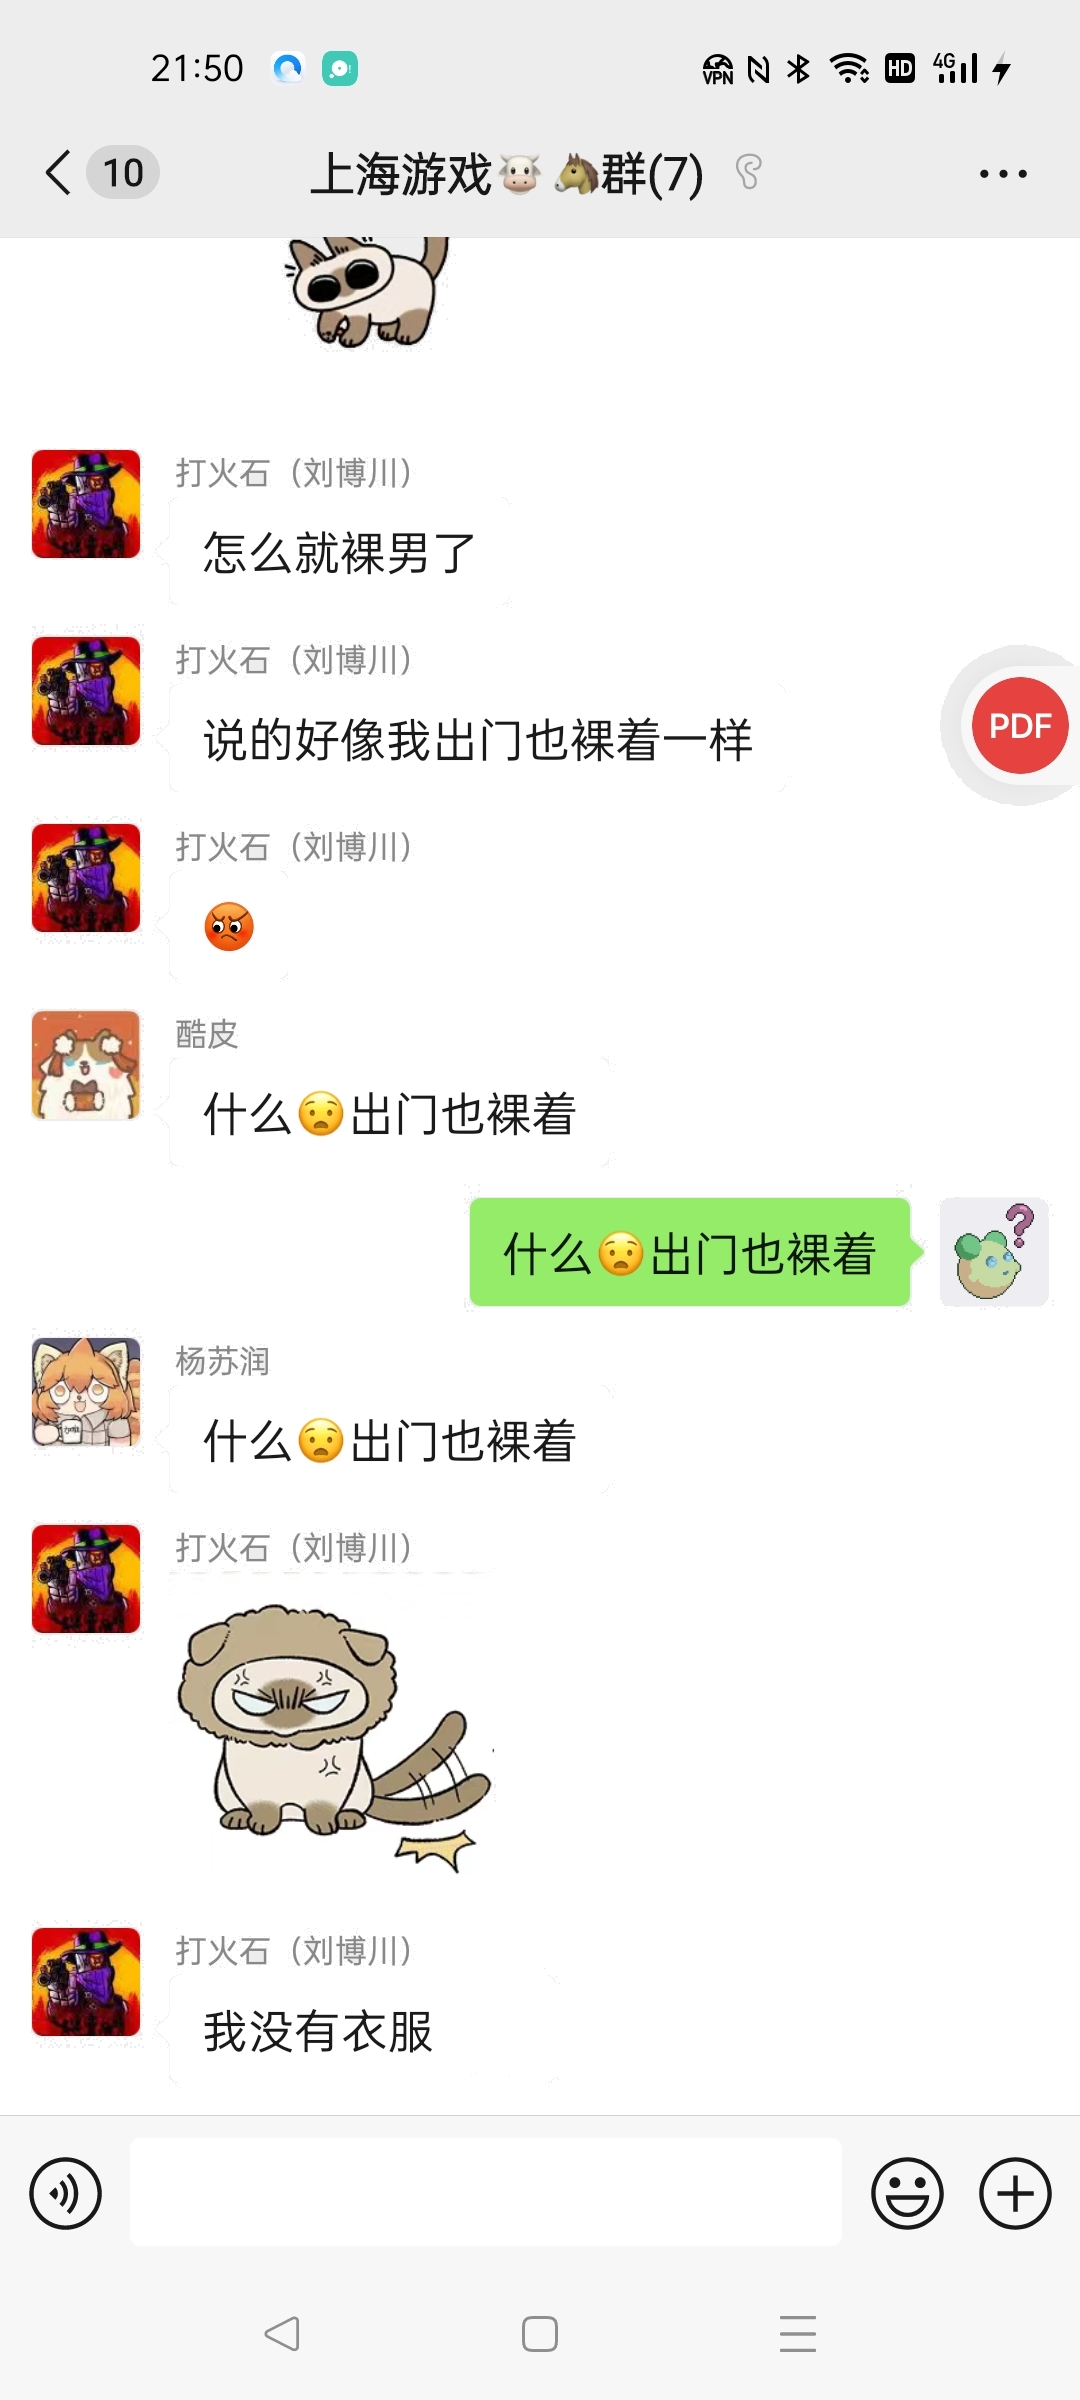 21:50
VPN
HD
4G
10
上海游戏🐮🐴群(7)
打火石（刘博川）
怎么就裸男了
打火石（刘博川）
说的好像我出门也裸着一样
PDF
打火石（刘博川）
😡
酷皮
什么😧出门也裸着
什么😧出门也裸着
杨苏润
什么😧出门也裸着
打火石（刘博川）
打火石（刘博川）
我没有衣服